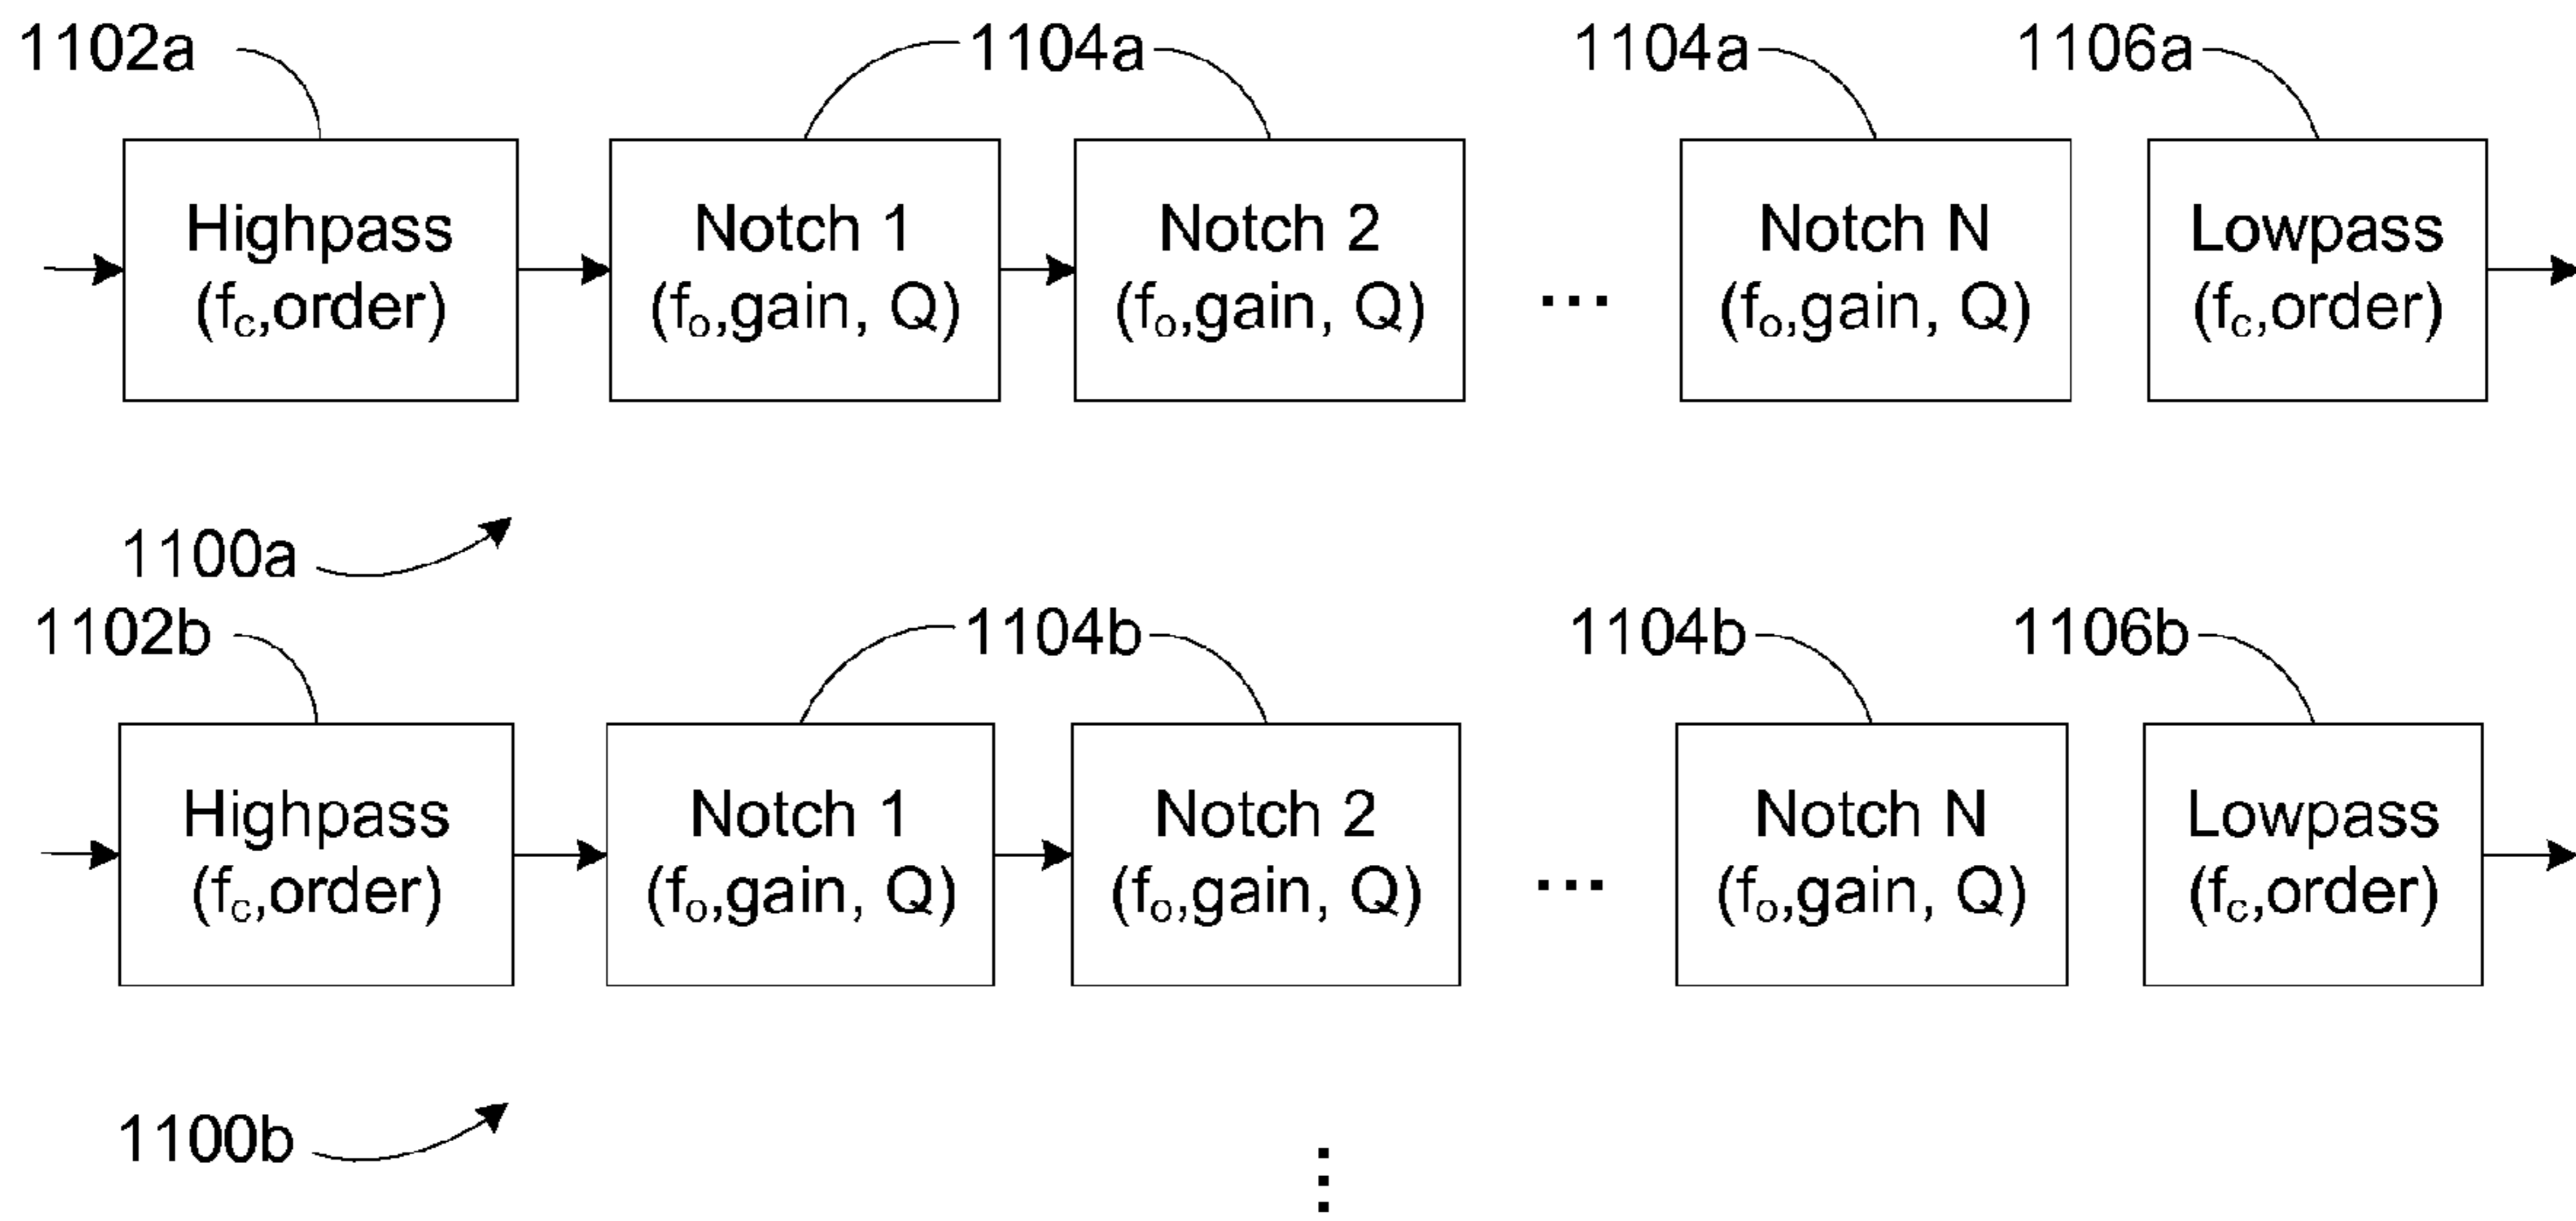 1102a 1104a 1104a 1106a
Highpass Notch 1 Notch 2 Notch N Lowpass
(fc,order) (fo,gain, Q) (fo,gain, Q) ... (fo,gain, Q) (fc,order)
1100a
1102b 1104b 1104b 1106b
Highpass Notch 1 Notch 2 Notch N Lowpass
(fc,order) (fo,gain, Q) (fo,gain, Q) ... (fo,gain, Q) (fc,order)
1100b